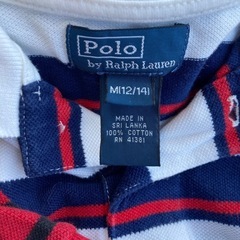 Polo
by Ralph Lauren
M(12/14)
MADE IN
SRI LANKA
100% COTTON
RN 41381